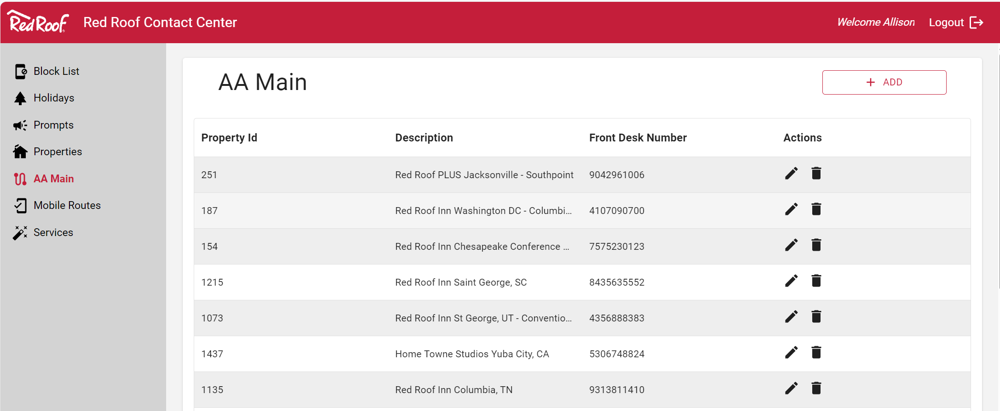 RedRoof
Red Roof Contact Center
Welcome Allison
Logout
Block List
Holidays
Prompts
Properties
AA Main
Mobile Routes
Services
AA Main
+ ADD
Property Id Description Front Desk Number Actions
251 Red Roof PLUS Jacksonville - Southpoint 9042961006
187 Red Roof Inn Washington DC - Columbi... 4107090700
154 Red Roof Inn Chesapeake Conference ... 7575230123
1215 Red Roof Inn Saint George, SC 8435635552
1073 Red Roof Inn St George, UT - Conventio... 4356888383
1437 Home Towne Studios Yuba City, CA 5306748824
1135 Red Roof Inn Columbia, TN 9313811410